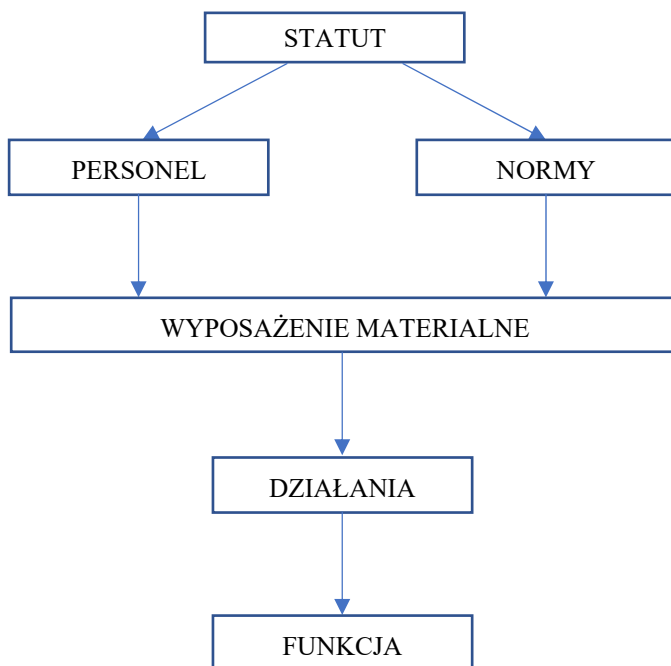 STATUT
PERSONEL
NORMY
WYPOSAŻENIE MATERIALNE
DZIAŁANIA
FUNKCJA